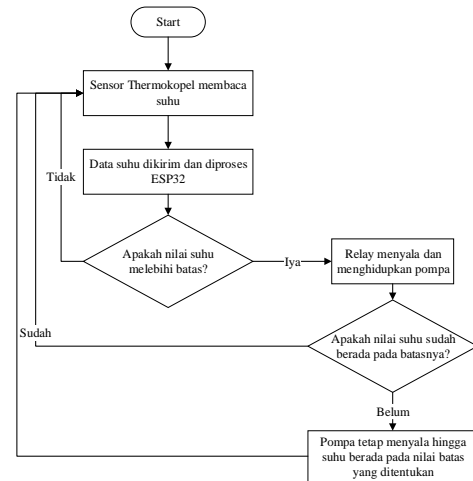 Start
Sensor Thermokopel membaca
suhu
Data suhu dikirim dan diproses
ESP32
Tidak
Apakah nilai suhu
melebihi batas?
Iya
Relay menyala dan
menghidupkan pompa
Sudah
Apakah nilai suhu sudah
berada pada batasnya?
Belum
Pompa tetap menyala hingga
suhu berada pada nilai batas
yang ditentukan